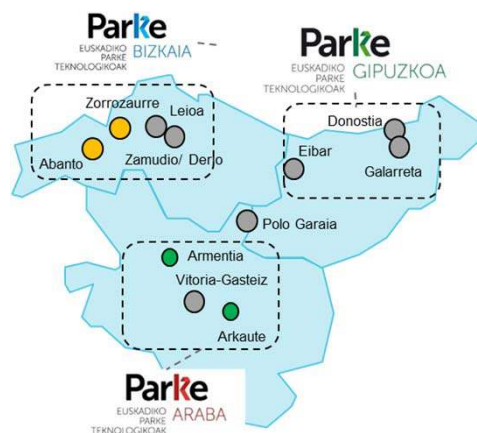 Parke
EUSKADIKO
PARKE
TEKNOLOGIKOAK
BIZKAIA
Parke
EUSKADIKO
PARKE
TEKNOLOGIKOAK
GIPUZKOA
Zorrozaurre
Leioa
Abanto
Zamudio/ Derio
Donostia
Eibar
Galarreta
Polo Garaia
Armentia
Vitoria-Gasteiz
Arkaute
Parke
EUSKADIKO
PARKE
TEKNOLOGIKOAK
ARABA